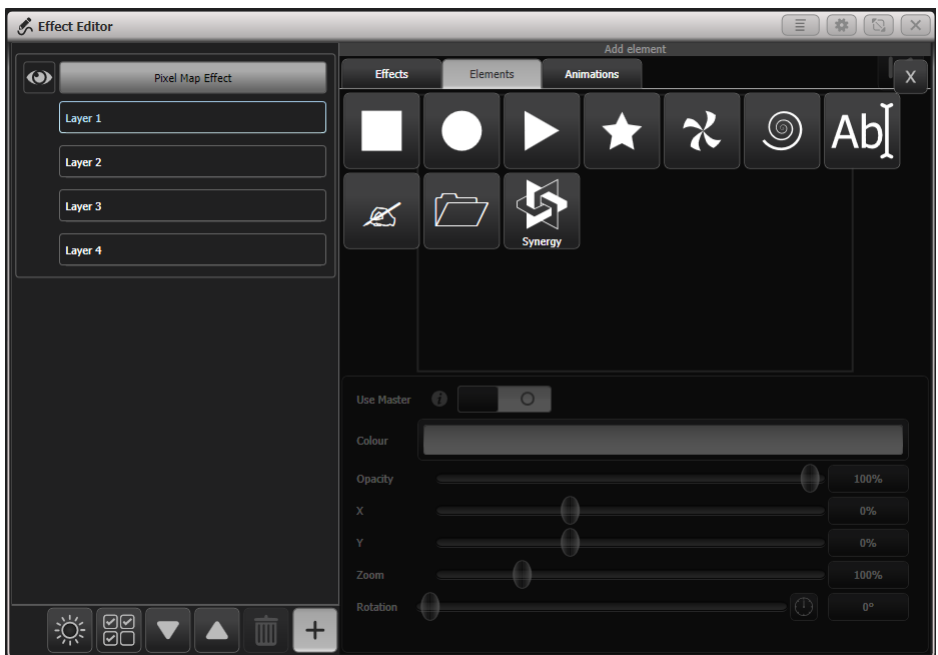 Effect Editor
Add element
Pixel Map Effect
Layer 1
Layer 2
Layer 3
Layer 4
Effects
Elements
Animations
X
Ab
Synergy
Use Master
Colour
Opacity
100%
X
0%
Y
0%
Zoom
100%
Rotation
0°